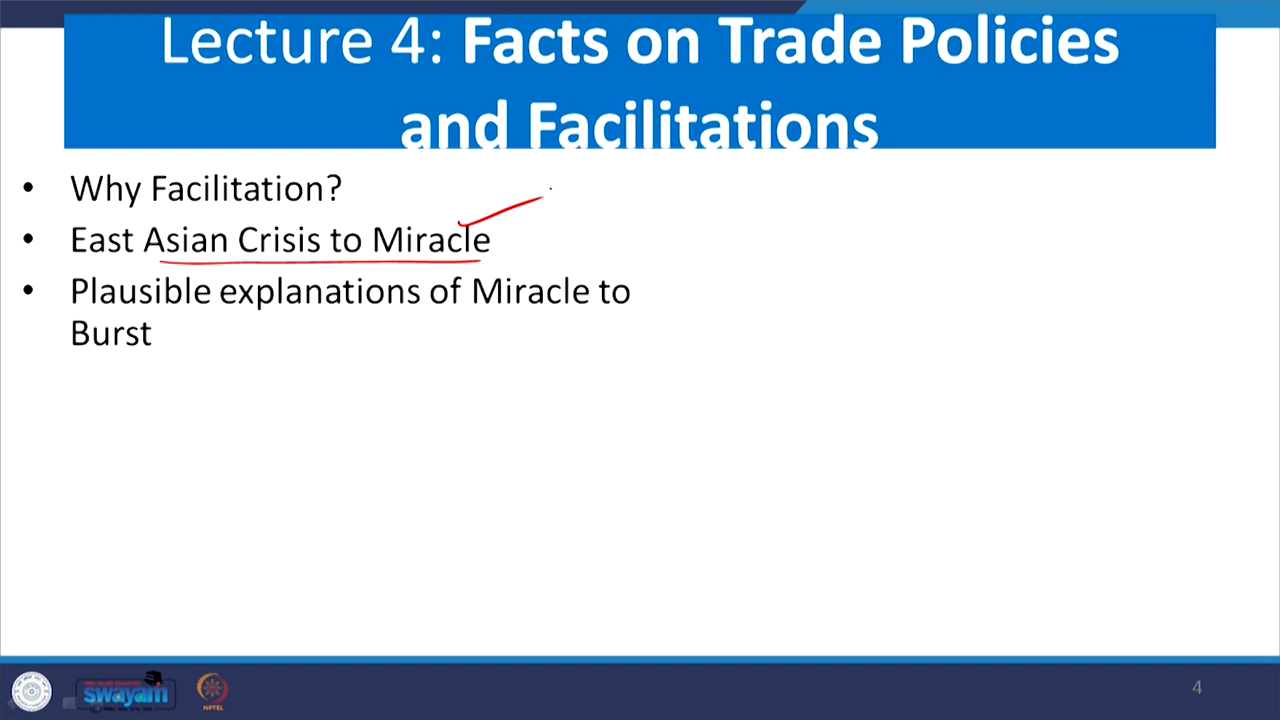 Lecture 4: Facts on Trade Policies
and Facilitations
• Why Facilitation?
• East Asian Crisis to Miracle
• Plausible explanations of Miracle to
Burst
swayam
NPTEL
4